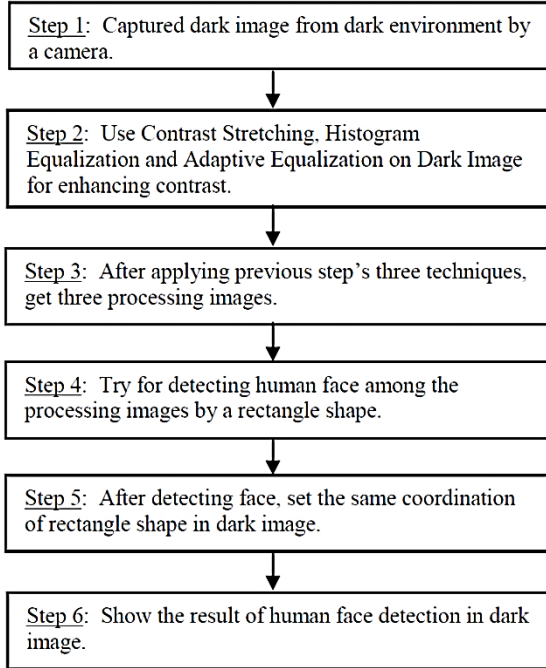 Step 1: Captured dark image from dark environment by
a camera.
Step 2: Use Contrast Stretching, Histogram
Equalization and Adaptive Equalization on Dark Image
for enhancing contrast.
Step 3: After applying previous step's three techniques,
get three processing images.
Step 4: Try for detecting human face among the
processing images by a rectangle shape.
Step 5: After detecting face, set the same coordination
of rectangle shape in dark image.
Step 6: Show the result of human face detection in dark
image.